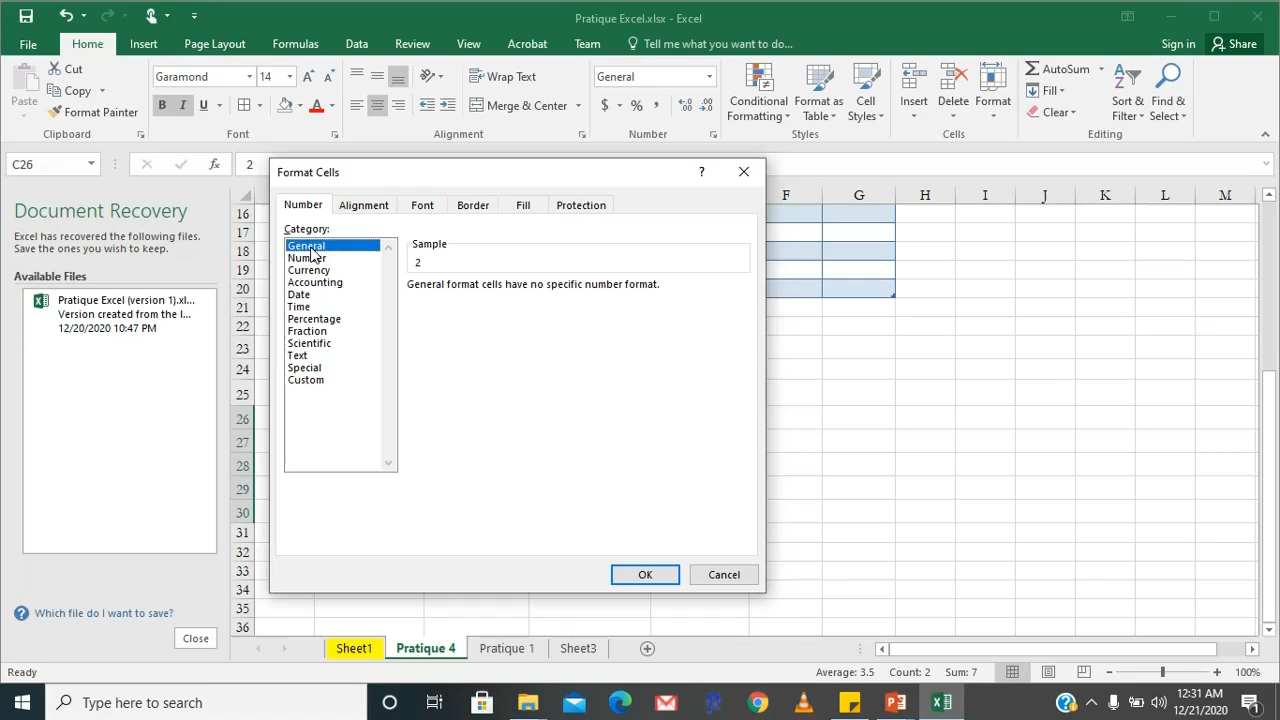 Pratique Excel.xlsx - Excel
File Home Insert Page Layout Formulas Data Review View Acrobat Team Tell me what you want to do... Sign in Share
Paste Cut
Copy
Format Painter
Clipboard
Garamond 14
B I U
Font
Wrap Text
Merge & Center
Alignment
General
$ % ,
Number
Conditional Formatting
Format as Table
Cell Styles
Styles
Insert Delete Format
Cells
AutoSum
Fill
Clear
Sort & Filter
Find & Select
Editing
C26 fx 2
Document Recovery
Excel has recovered the following files.
Save the ones you wish to keep.
Available Files
Pratique Excel (version 1).xl...
Version created from the l...
12/20/2020 10:47 PM
Which file do I want to save?
Close
Format Cells ?
Number Alignment Font Border Fill Protection
Category:
General
Number
Currency
Accounting
Date
Time
Percentage
Fraction
Scientific
Text
Special
Custom
Sample
2
General format cells have no specific number format.
OK Cancel
F G H I J K L M
16
17
18
19
20
21
22
23
24
25
26
27
28
29
30
31
32
33
34
35
36
Sheet1 Pratique 4 Pratique 1 Sheet3
Ready Average: 3.5 Count: 2 Sum: 7 100%
Type here to search
12:31 AM
12/21/2020